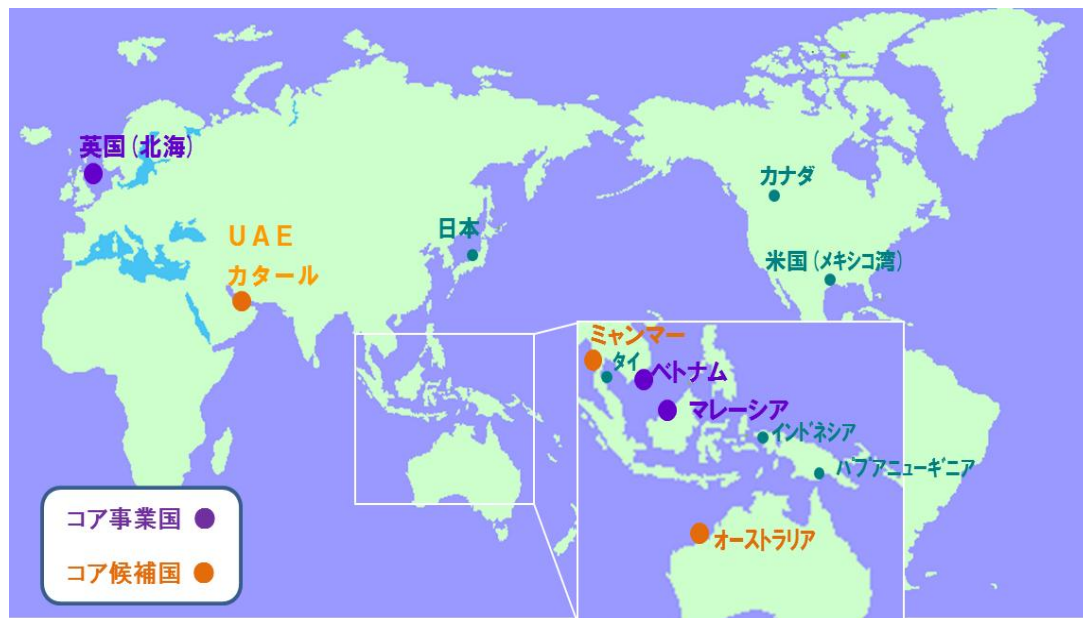 英国(北海)
UAE
カタール
日本
カナダ
米国(メキシコ湾)
ミャンマー
タイ
ベトナム
マレーシア
インドネシア
パプアニューギニア
オーストラリア
コア事業国
コア候補国